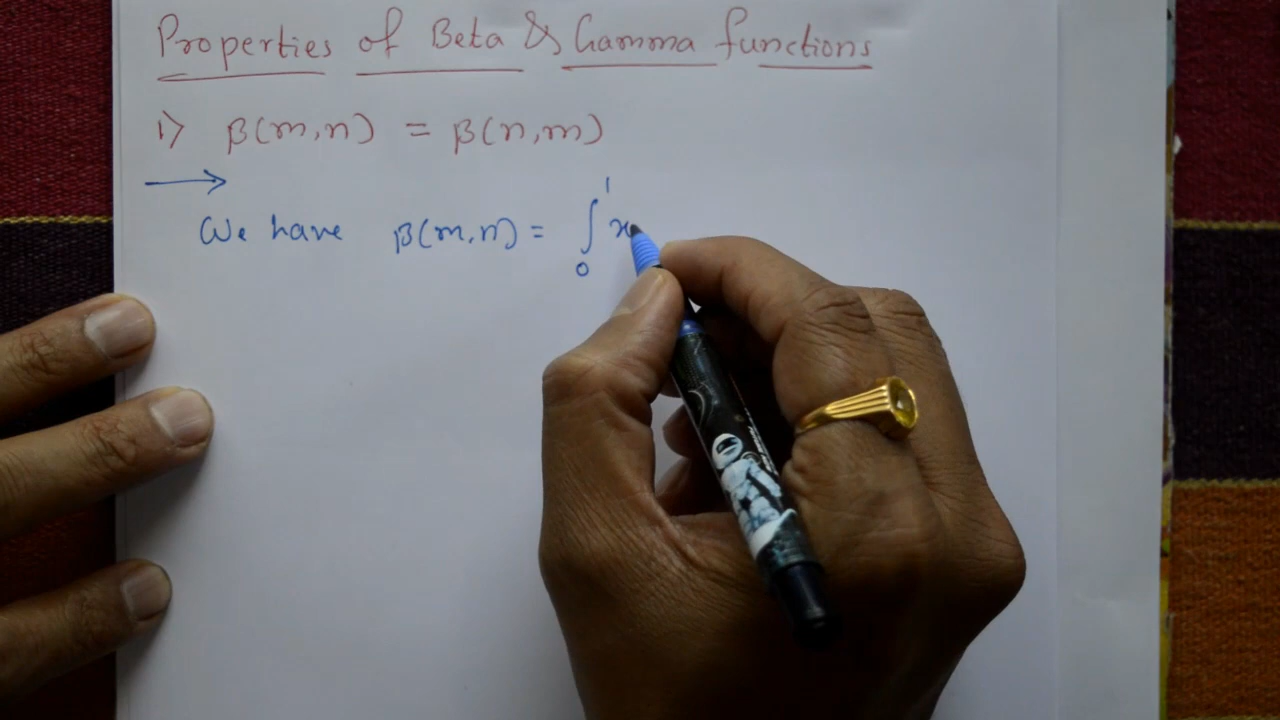 Properties of Beta & Gamma functions
1) β(m,n) = β(n,m)
→
We have β(m,n) = ∫₀¹ x